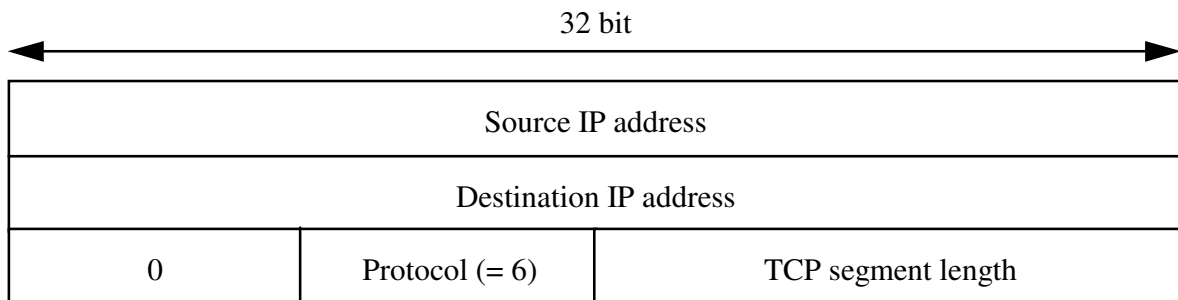 32 bit
Source IP address
Destination IP address
0 Protocol (= 6) TCP segment length